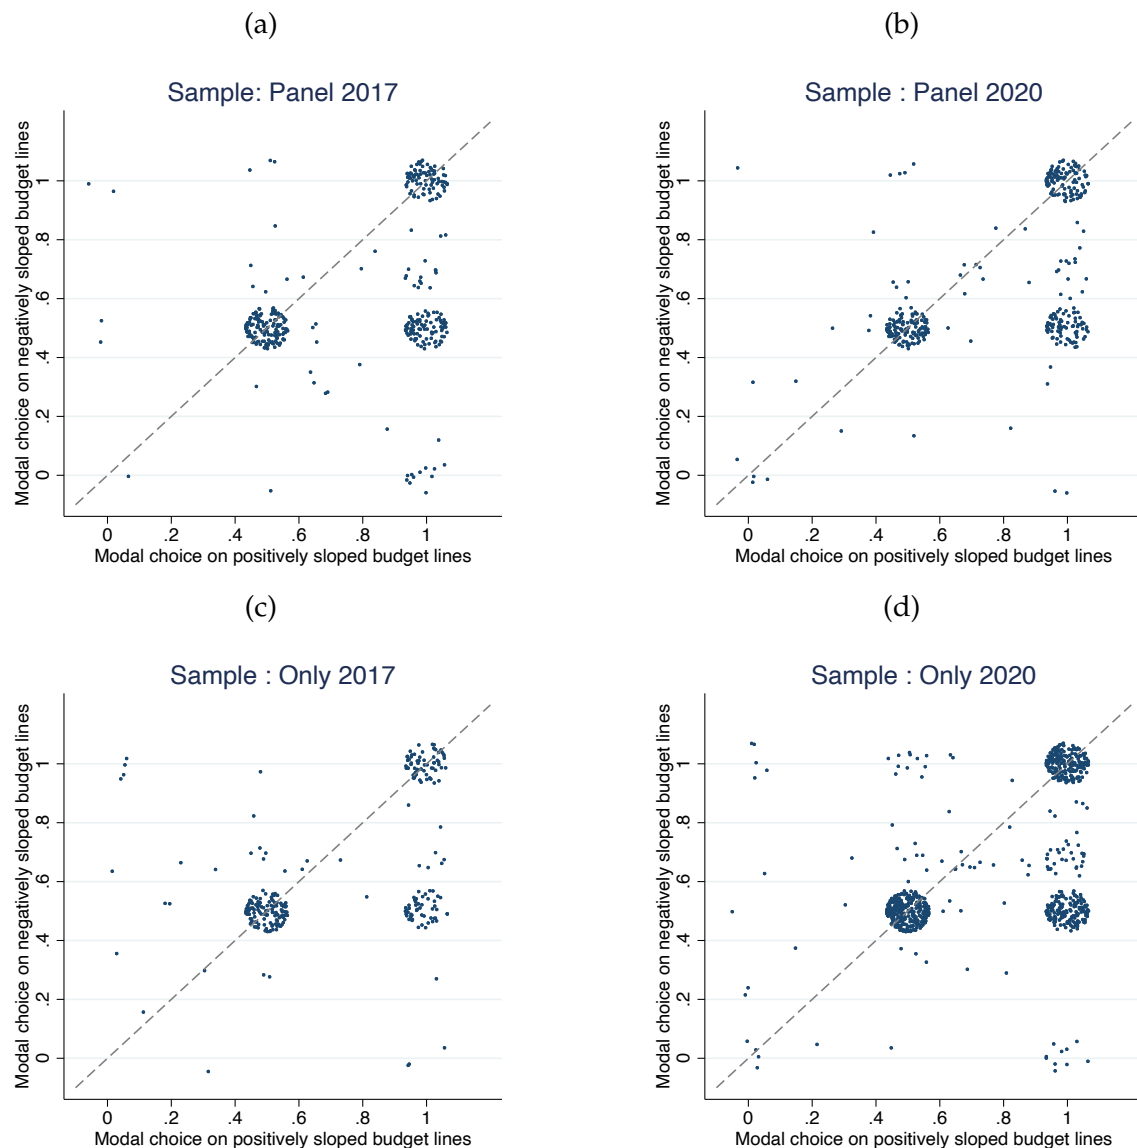 (a)
(b)
Sample: Panel 2017
Sample : Panel 2020
Modal choice on negatively sloped budget lines
1
.8
.6
.4
.2
0
0 .2 .4 .6 .8 1
Modal choice on positively sloped budget lines
Modal choice on negatively sloped budget lines
1
.8
.6
.4
.2
0
0 .2 .4 .6 .8 1
Modal choice on positively sloped budget lines
(c)
(d)
Sample : Only 2017
Sample : Only 2020
Modal choice on negatively sloped budget lines
1
.8
.6
.4
.2
0
0 .2 .4 .6 .8 1
Modal choice on positively sloped budget lines
Modal choice on negatively sloped budget lines
1
.8
.6
.4
.2
0
0 .2 .4 .6 .8 1
Modal choice on positively sloped budget lines